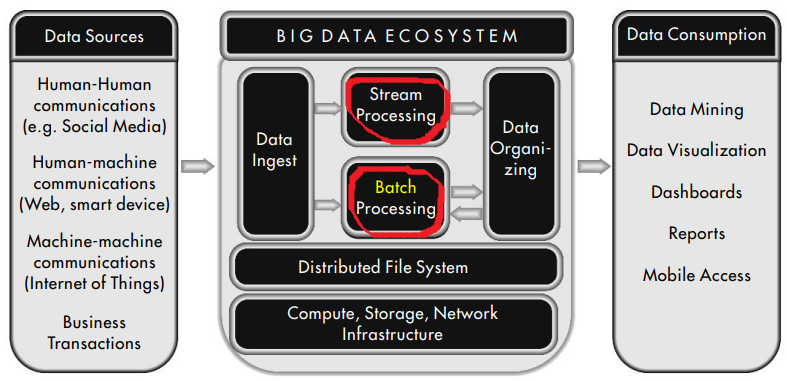 Data Sources
Human-Human
communications
(e.g. Social Media)
Human-machine
communications
(Web, smart device)
Machine-machine
communications
(Internet of Things)
Business
Transactions
BIG DATA ECOSYSTEM
Data
Ingest
Stream
Processing
Batch
Processing
Data
Organi-
zing
Distributed File System
Compute, Storage, Network
Infrastructure
Data Consumption
Data Mining
Data Visualization
Dashboards
Reports
Mobile Access